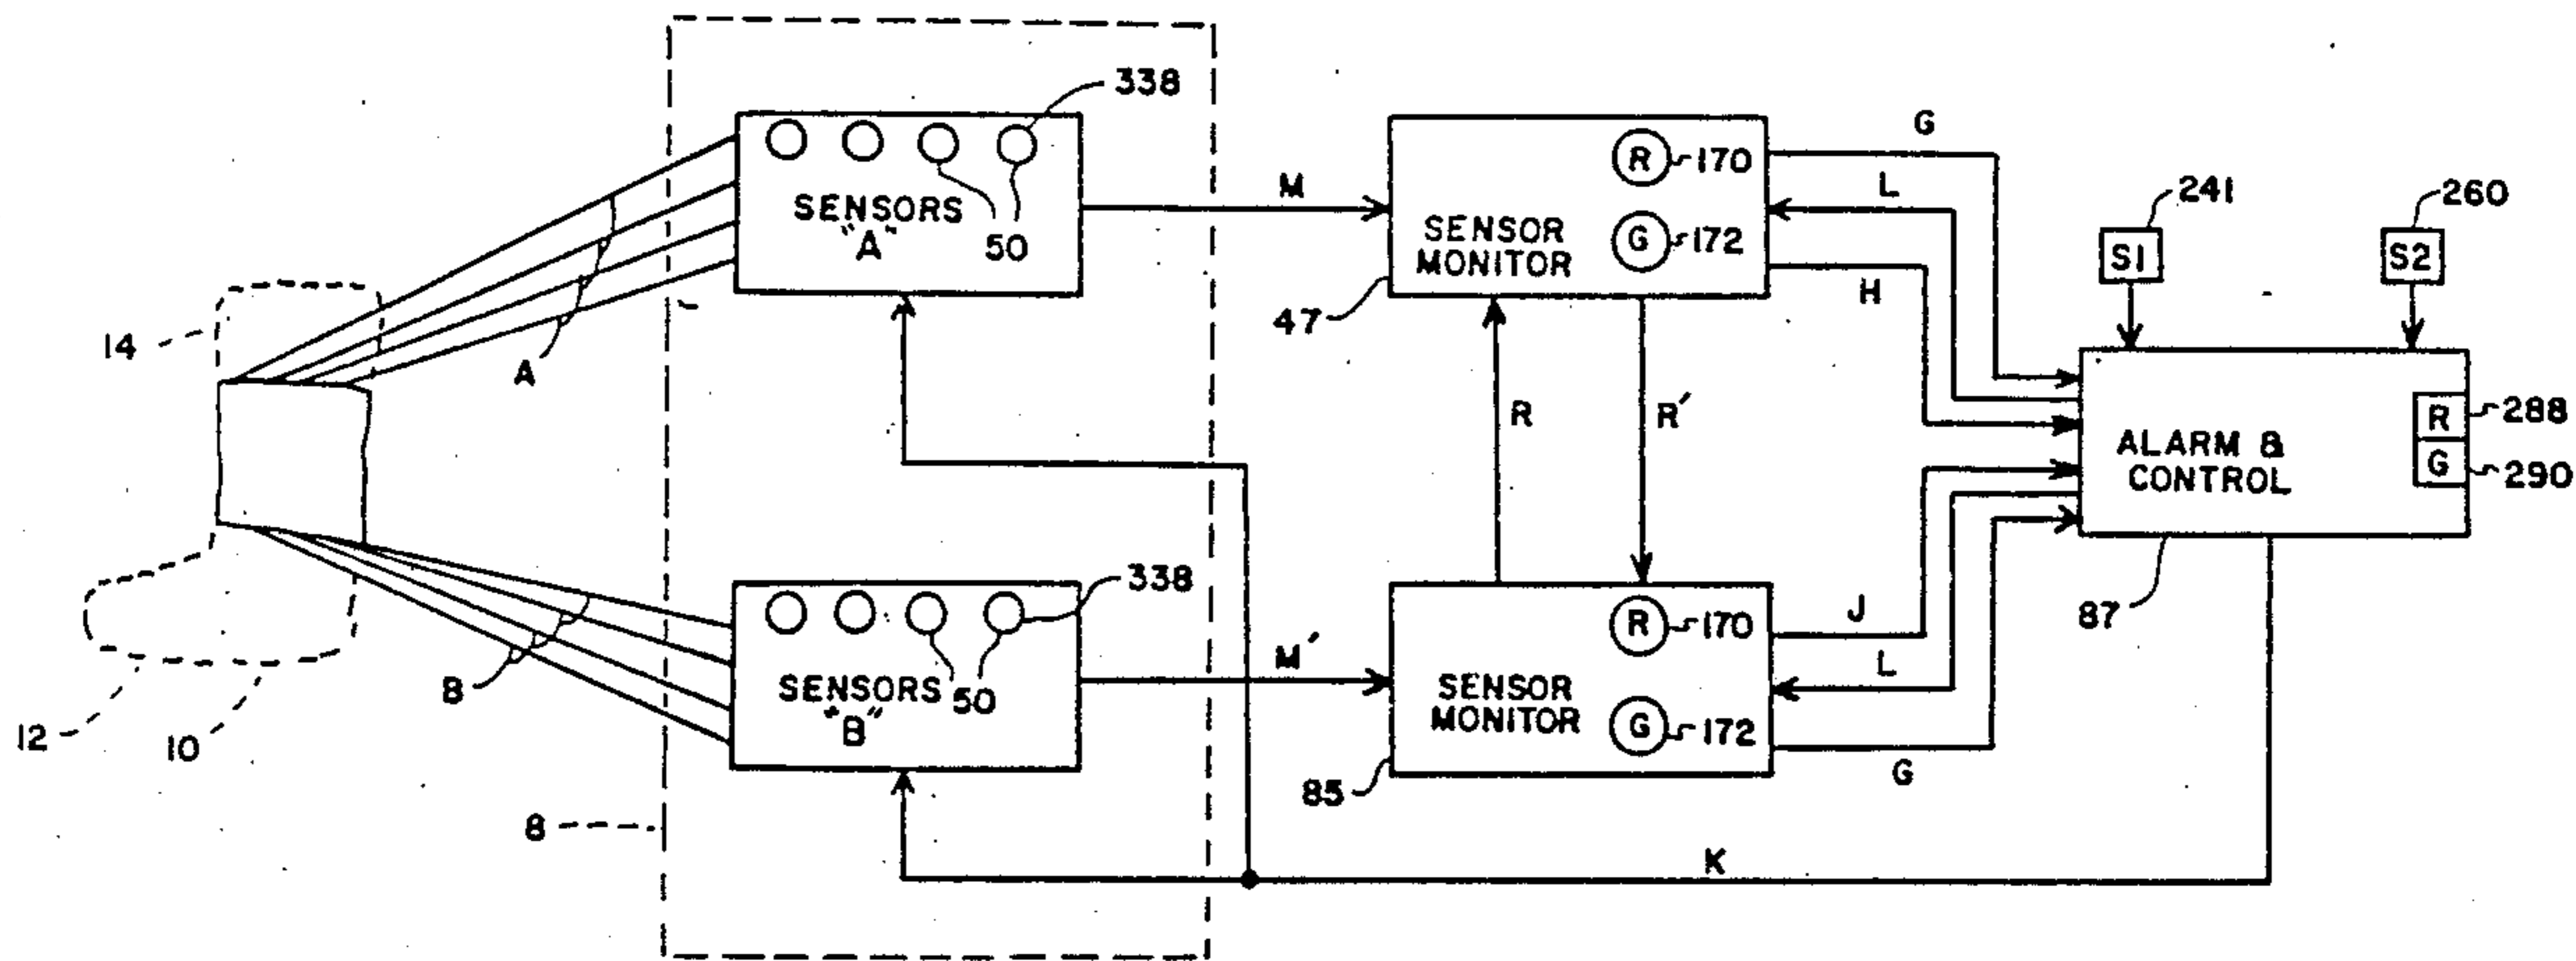 338
SENSORS
"A"
50
M
R
170
SENSOR
MONITOR
G
172
47
G
L
H
241
S1
260
S2
14
A
R
R'
ALARM &
CONTROL
R
288
G
290
87
12
10
B
338
SENSORS
"B"
50
M'
R
170
SENSOR
MONITOR
G
172
85
J
L
G
8
K